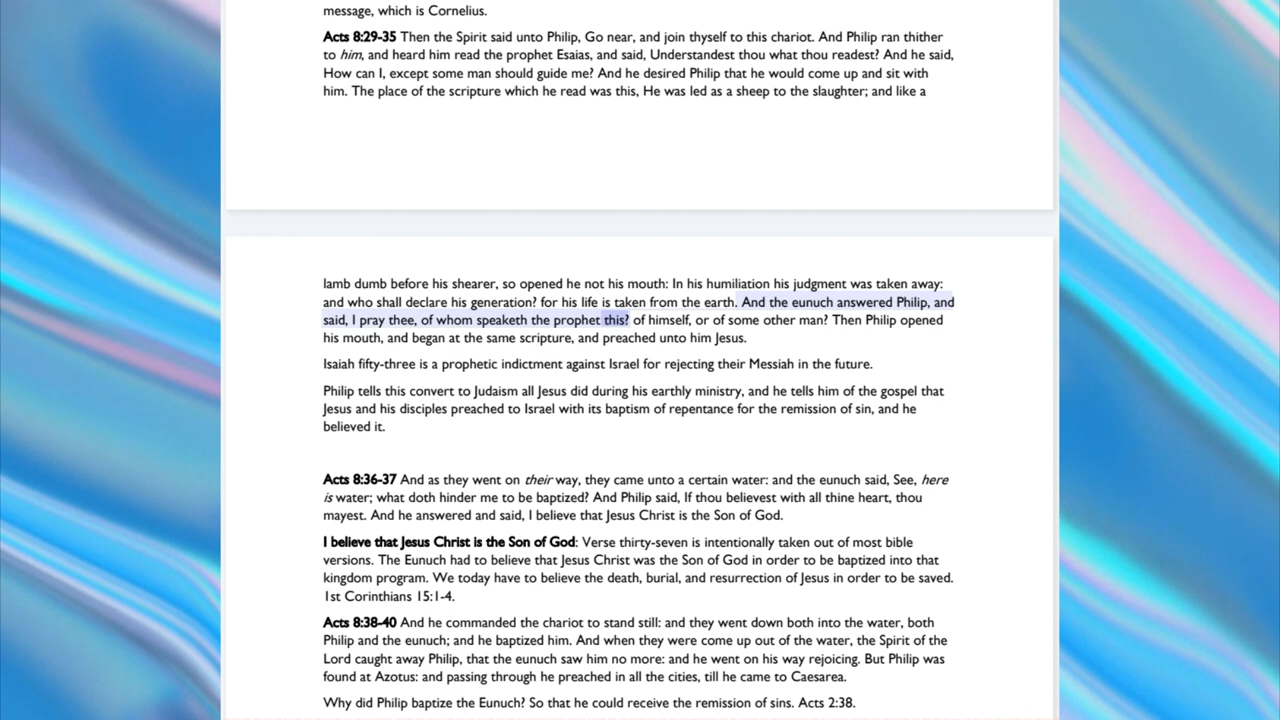 message, which is Cornelius.
Acts 8:29-35 Then the Spirit said unto Philip, Go near, and join thyself to this chariot. And Philip ran thither
to him, and heard him read the prophet Esaias, and said, Understandest thou what thou readest? And he said,
How can I, except some man should guide me? And he desired Philip that he would come up and sit with
him. The place of the scripture which he read was this, He was led as a sheep to the slaughter; and like a
lamb dumb before his shearer, so opened he not his mouth: In his humiliation his judgment was taken away:
and who shall declare his generation? for his life is taken from the earth. And the eunuch answered Philip, and
said, I pray thee, of whom speaketh the prophet this? of himself, or of some other man? Then Philip opened
his mouth, and began at the same scripture, and preached unto him Jesus.
Isaiah fifty-three is a prophetic indictment against Israel for rejecting their Messiah in the future.
Philip tells this convert to Judaism all Jesus did during his earthly ministry, and he tells him of the gospel that
Jesus and his disciples preached to Israel with its baptism of repentance for the remission of sin, and he
believed it.
Acts 8:36-37 And as they went on their way, they came unto a certain water: and the eunuch said, See, here
is water; what doth hinder me to be baptized? And Philip said, If thou believest with all thine heart, thou
mayest. And he answered and said, I believe that Jesus Christ is the Son of God.
I believe that Jesus Christ is the Son of God: Verse thirty-seven is intentionally taken out of most bible
versions. The Eunuch had to believe that Jesus Christ was the Son of God in order to be baptized into that
kingdom program. We today have to believe the death, burial, and resurrection of Jesus in order to be saved.
1st Corinthians 15:1-4.
Acts 8:38-40 And he commanded the chariot to stand still: and they went down both into the water, both
Philip and the eunuch; and he baptized him. And when they were come up out of the water, the Spirit of the
Lord caught away Philip, that the eunuch saw him no more: and he went on his way rejoicing. But Philip was
found at Azotus: and passing through he preached in all the cities, till he came to Caesarea.
Why did Philip baptize the Eunuch? So that he could receive the remission of sins. Acts 2:38.